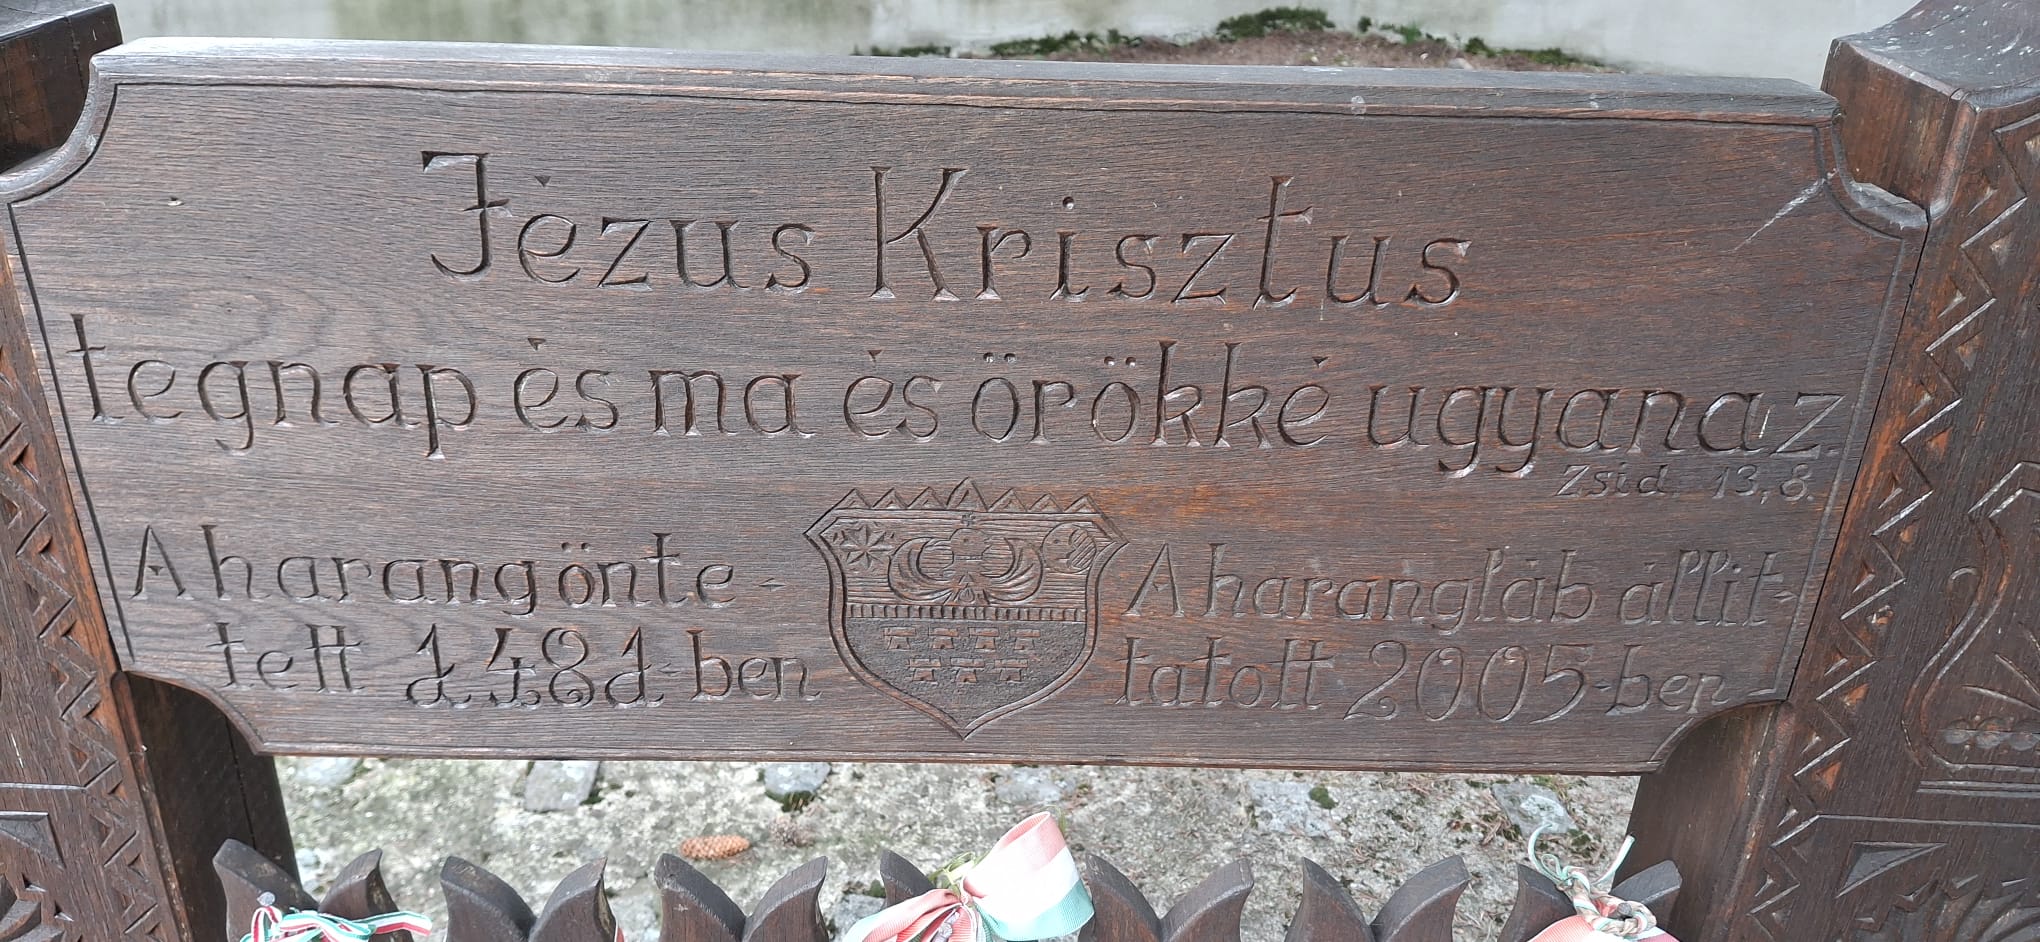 Jézus Krisztus
tegnap és ma és örökké ugyanaz.
Zsid. 13,8.
A harang önte-
tett 1481-ben
A harangláb állít-
tatott 2005-ben